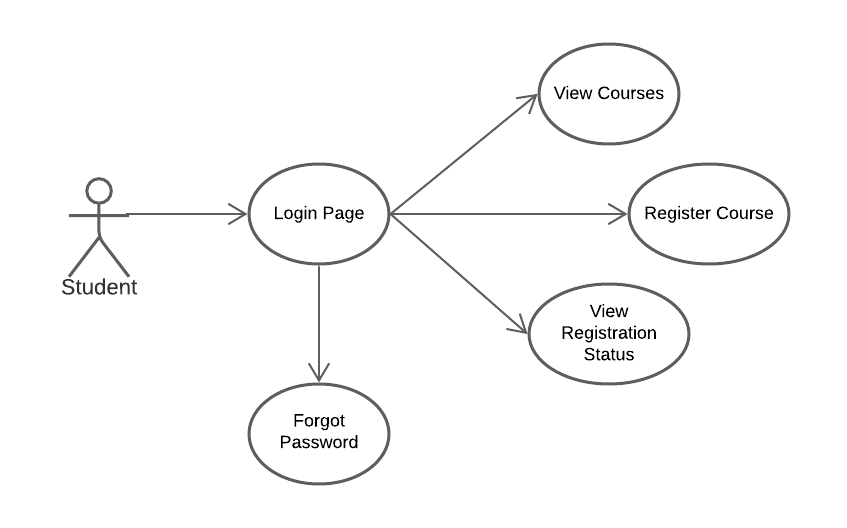 View Courses
Login Page
Register Course
Student
View
Registration
Status
Forgot
Password